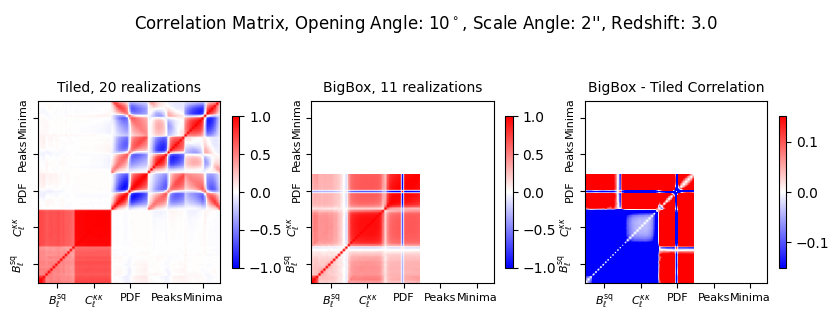 Correlation Matrix, Opening Angle: 10°, Scale Angle: 2'', Redshift: 3.0
Tiled, 20 realizations
Minima
Peaks
PDF
C_ℓ^κκ
B_ℓ^sq
B_ℓ^sq C_ℓ^κκ PDF Peaks Minima
1.0
0.5
0.0
−0.5
−1.0
BigBox, 11 realizations
Minima
Peaks
PDF
C_ℓ^κκ
B_ℓ^sq
B_ℓ^sq C_ℓ^κκ PDF Peaks Minima
1.0
0.5
0.0
−0.5
−1.0
BigBox - Tiled Correlation
Minima
Peaks
PDF
C_ℓ^κκ
B_ℓ^sq
B_ℓ^sq C_ℓ^κκ PDF Peaks Minima
0.1
0.0
−0.1